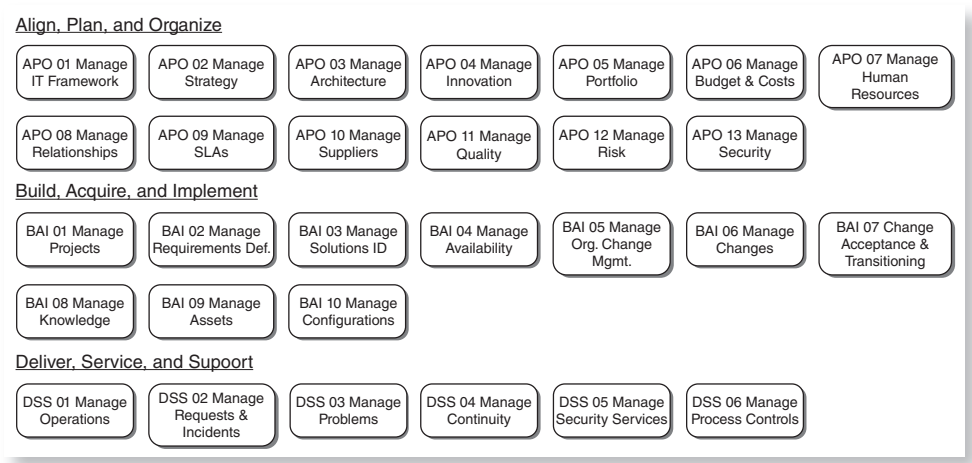 Align, Plan, and Organize
APO 01 Manage
IT Framework
APO 02 Manage
Strategy
APO 03 Manage
Architecture
APO 04 Manage
Innovation
APO 05 Manage
Portfolio
APO 06 Manage
Budget & Costs
APO 07 Manage
Human
Resources
APO 08 Manage
Relationships
APO 09 Manage
SLAs
APO 10 Manage
Suppliers
APO 11 Manage
Quality
APO 12 Manage
Risk
APO 13 Manage
Security
Build, Acquire, and Implement
BAI 01 Manage
Projects
BAI 02 Manage
Requirements Def.
BAI 03 Manage
Solutions ID
BAI 04 Manage
Availability
BAI 05 Manage
Org. Change
Mgmt.
BAI 06 Manage
Changes
BAI 07 Change
Acceptance &
Transitioning
BAI 08 Manage
Knowledge
BAI 09 Manage
Assets
BAI 10 Manage
Configurations
Deliver, Service, and Supoort
DSS 01 Manage
Operations
DSS 02 Manage
Requests &
Incidents
DSS 03 Manage
Problems
DSS 04 Manage
Continuity
DSS 05 Manage
Security Services
DSS 06 Manage
Process Controls